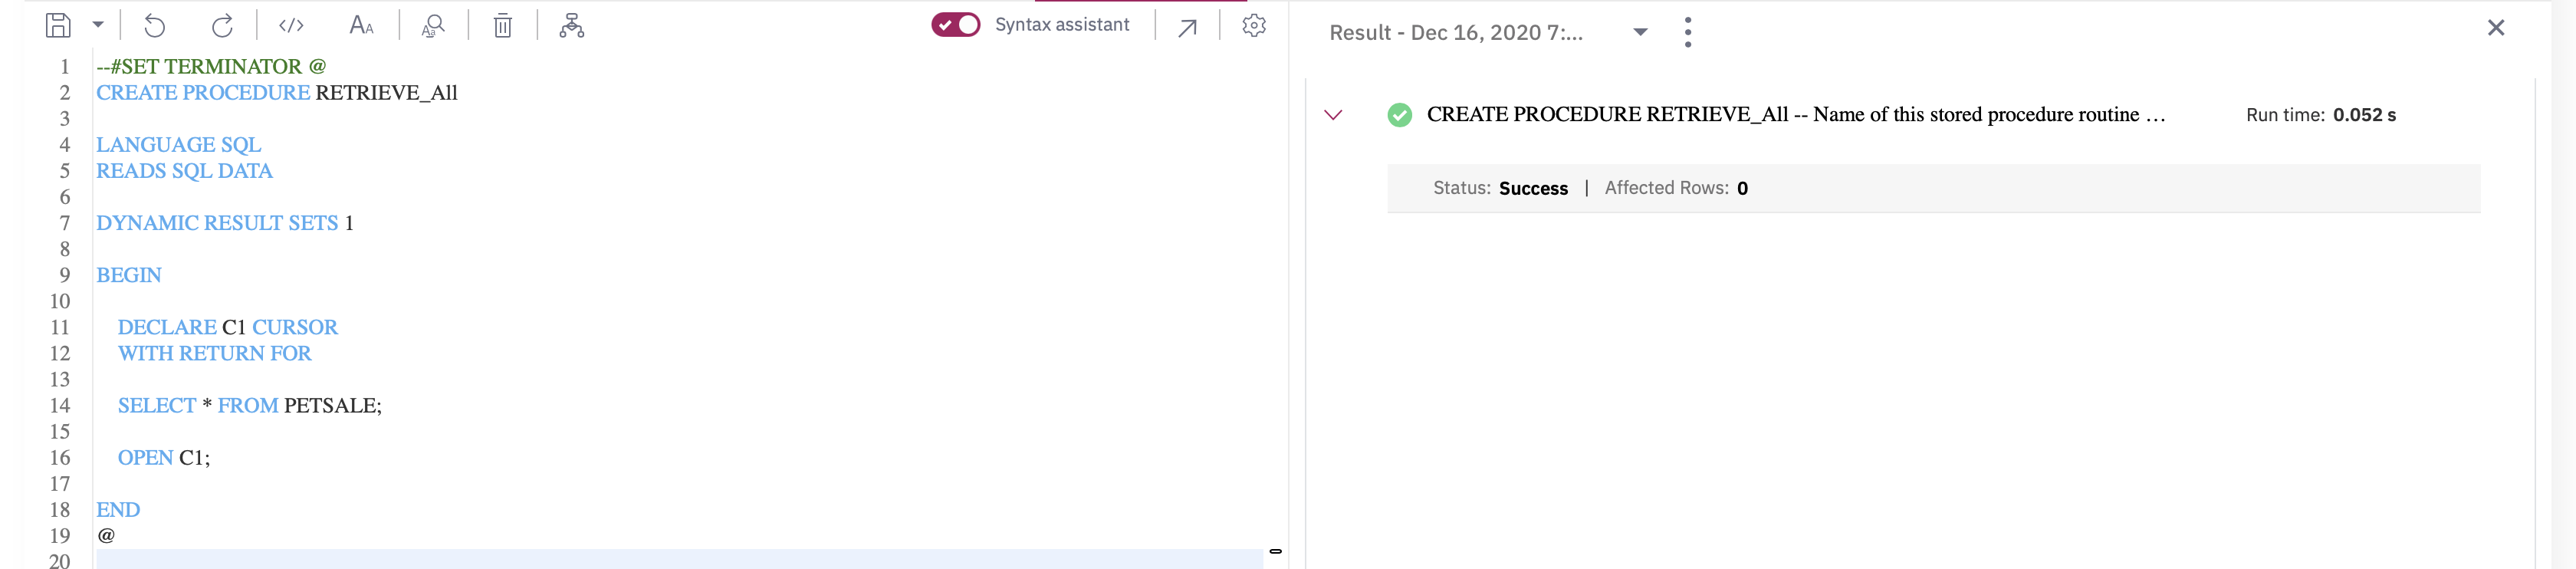 </> AA Aa Syntax assistant
Result - Dec 16, 2020 7:...
1 --#SET TERMINATOR @
2 CREATE PROCEDURE RETRIEVE_All
3
4 LANGUAGE SQL
5 READS SQL DATA
6
7 DYNAMIC RESULT SETS 1
8
9 BEGIN
10
11 DECLARE C1 CURSOR
12 WITH RETURN FOR
13
14 SELECT * FROM PETSALE;
15
16 OPEN C1;
17
18 END
19 @
20
CREATE PROCEDURE RETRIEVE_All -- Name of this stored procedure routine … Run time: 0.052 s
Status: Success | Affected Rows: 0